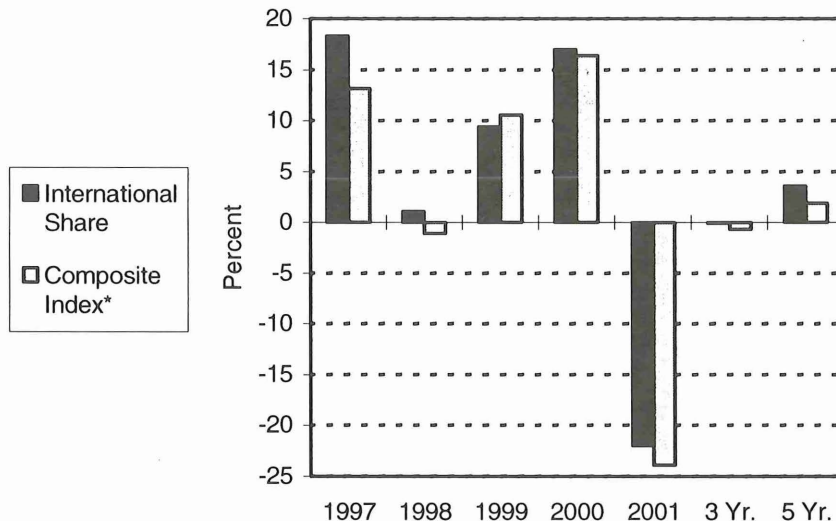 20
15
10
5
0
-5
-10
-15
-20
-25
Percent
International
Share
Composite
Index*
1997 1998 1999 2000 2001 3 Yr. 5 Yr.